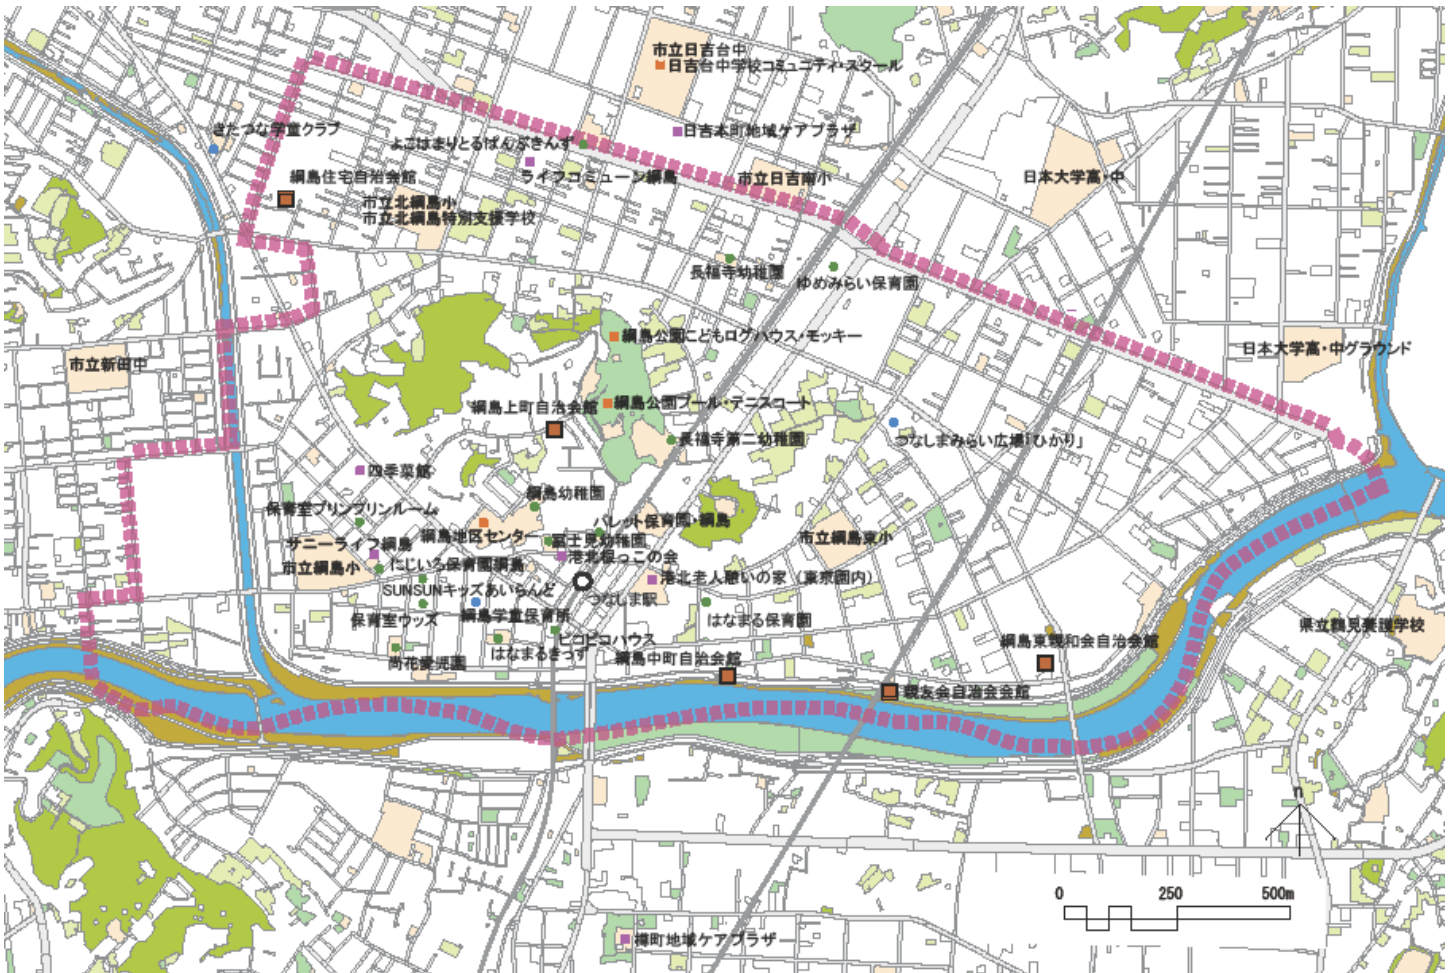 市立日吉台中
日吉台中学校コミュニティ・スクール
きたつな学童クラブ
日吉本町地域ケアプラザ
よこはまりとるぱんぷきんず
綱島住宅自治会館
ライフコミューン綱島
市立日吉南小
日本大学高・中
市立北綱島小
市立北綱島特別支援学校
長福寺幼稚園
ゆめみらい保育園
綱島公園こどもログハウス・モッキー
日本大学高・中グラウンド
市立新田中
綱島上町自治会館
綱島公園プール・テニスコート
長福寺第二幼稚園
つなしまみらい広場「ひかり」
四季菜館
綱島幼稚園
保育室プリンプリンルーム
パレット保育園・綱島
綱島地区センター
冨士見幼稚園
市立綱島東小
サニーライフ綱島
港北根っこの会
市立綱島小
にじいろ保育園綱島
港北老人憩いの家（東京園内）
SUNSUNキッズあいらんど
つなしま駅
保育室ウッズ
綱島学童保育所
はなまる保育園
県立鶴見養護学校
ピコピコハウス
綱島東親和会自治会館
はなまるきっず
尚花愛児園
綱島中町自治会館
親友会自治会会館
n
0 250 500m
樽町地域ケアプラザ